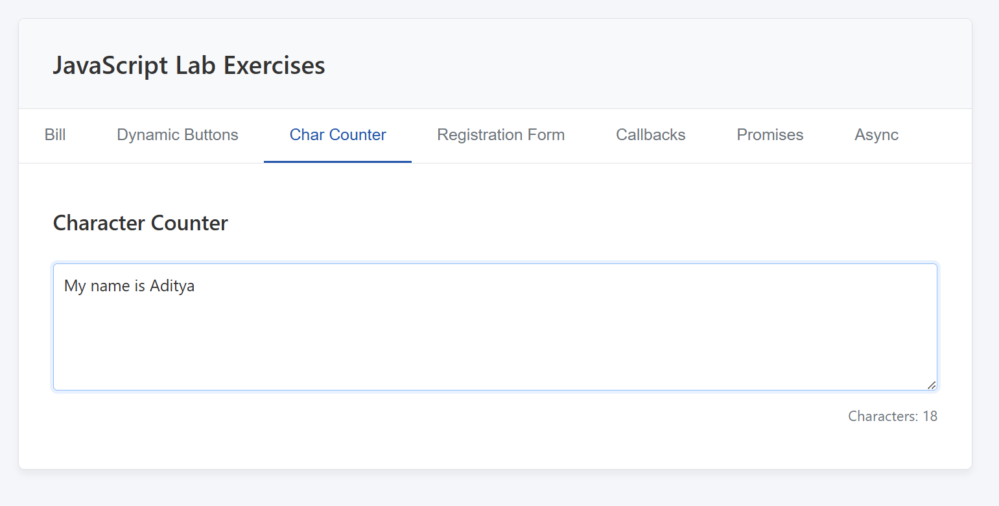 JavaScript Lab Exercises
Bill Dynamic Buttons Char Counter Registration Form Callbacks Promises Async
Character Counter
My name is Aditya
Characters: 18